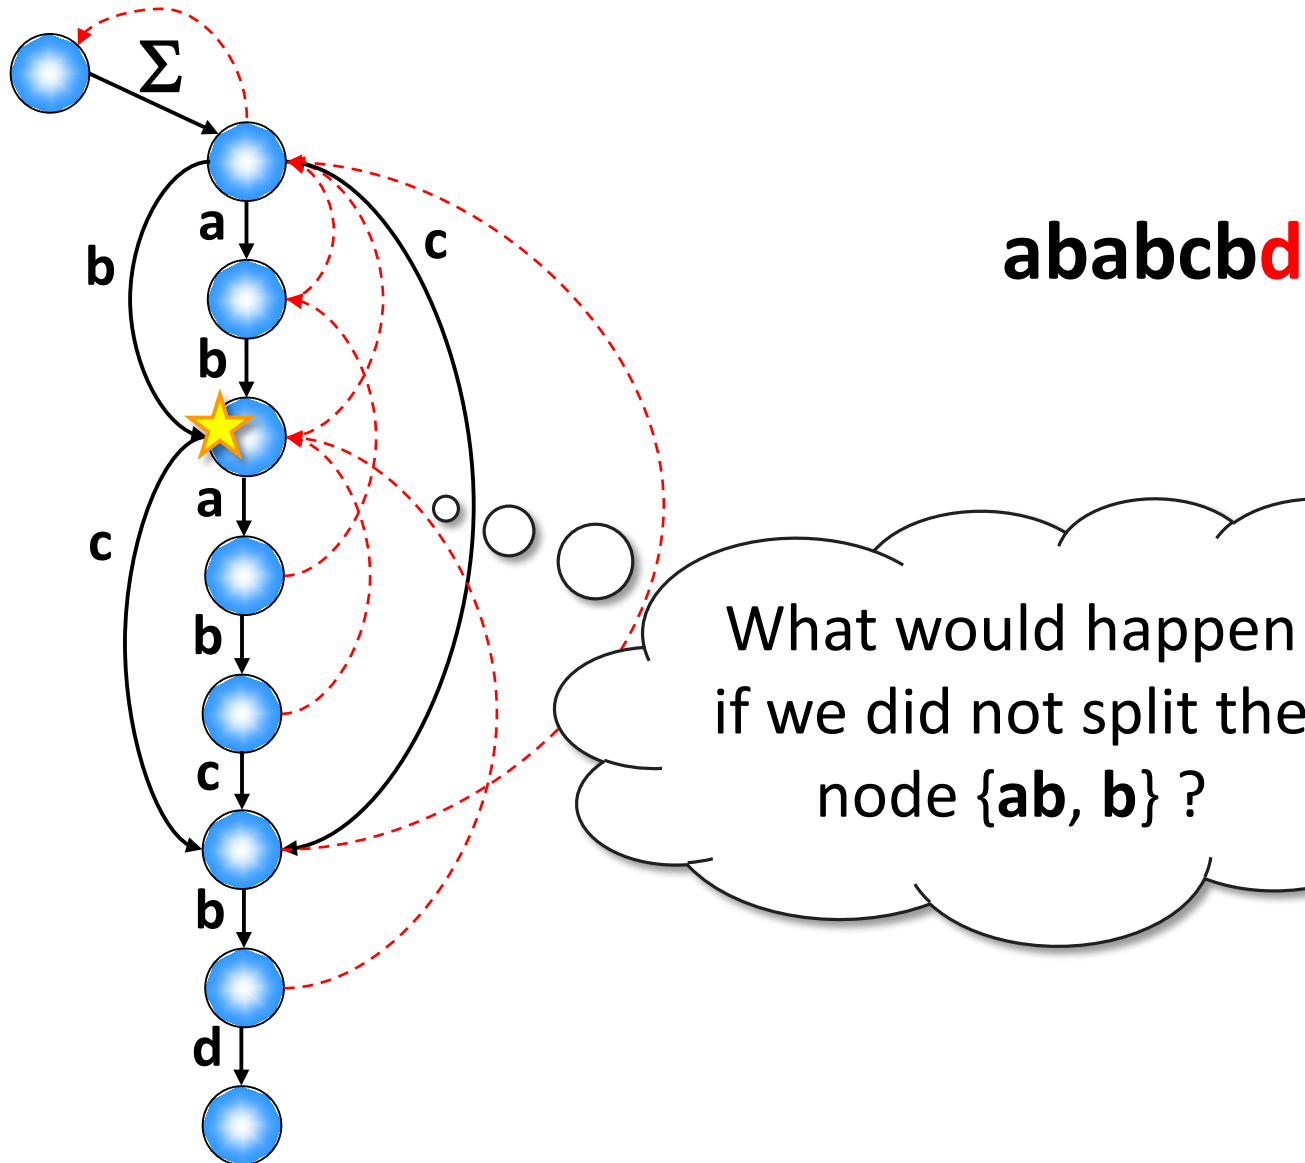 Σ
a
b
c
ababcbd
b
a
c
b
What would happen
if we did not split the
node {ab, b} ?
c
b
d